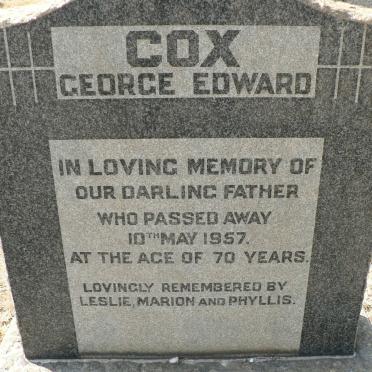 COX
GEORGE EDWARD
IN LOVING MEMORY OF
OUR DARLING FATHER
WHO PASSED AWAY
10TH MAY 1957.
AT THE AGE OF 70 YEARS.
LOVINGLY REMEMBERED BY
LESLIE, MARION AND PHYLLIS.